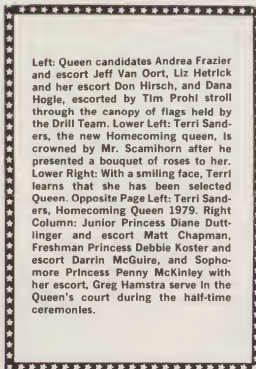 Left: Queen candidates Andrea Frazier
and escort Jeff Van Oort, Liz Hetrick
and her escort Don Hirsch, and Dana
Hogle, escorted by Tim Prohl stroll
through the canopy of flags held by
the Drill Team. Lower Left: Terri Sand-
ers, the new Homecoming queen, is
crowned by Mr. Scamihorn after he
presented a bouquet of roses to her.
Lower Right: With a smiling face, Terri
learns that she has been selected
Queen. Opposite Page Left: Terri Sand-
ers, Homecoming Queen 1979. Right
Column: Junior Princess Diane Dutt-
linger and escort Matt Chapman,
Freshman Princess Debbie Koster and
escort Darrin McGuire, and Sopho-
more Princess Penny McKinley with
her escort, Greg Hamstra serve in the
Queen's court during the half-time
ceremonies.